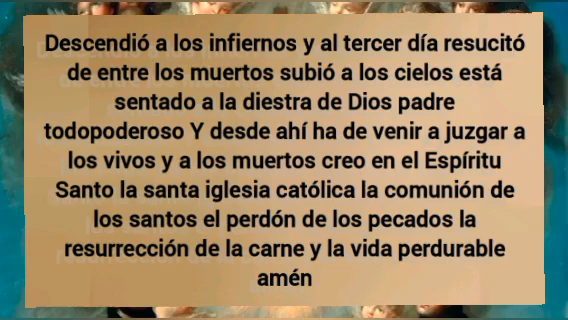 Descendió a los infiernos y al tercer día resucitó
de entre los muertos subió a los cielos está
sentado a la diestra de Dios padre
todopoderoso Y desde ahí ha de venir a juzgar a
los vivos y a los muertos creo en el Espíritu
Santo la santa iglesia católica la comunión de
los santos el perdón de los pecados la
resurrección de la carne y la vida perdurable
amén